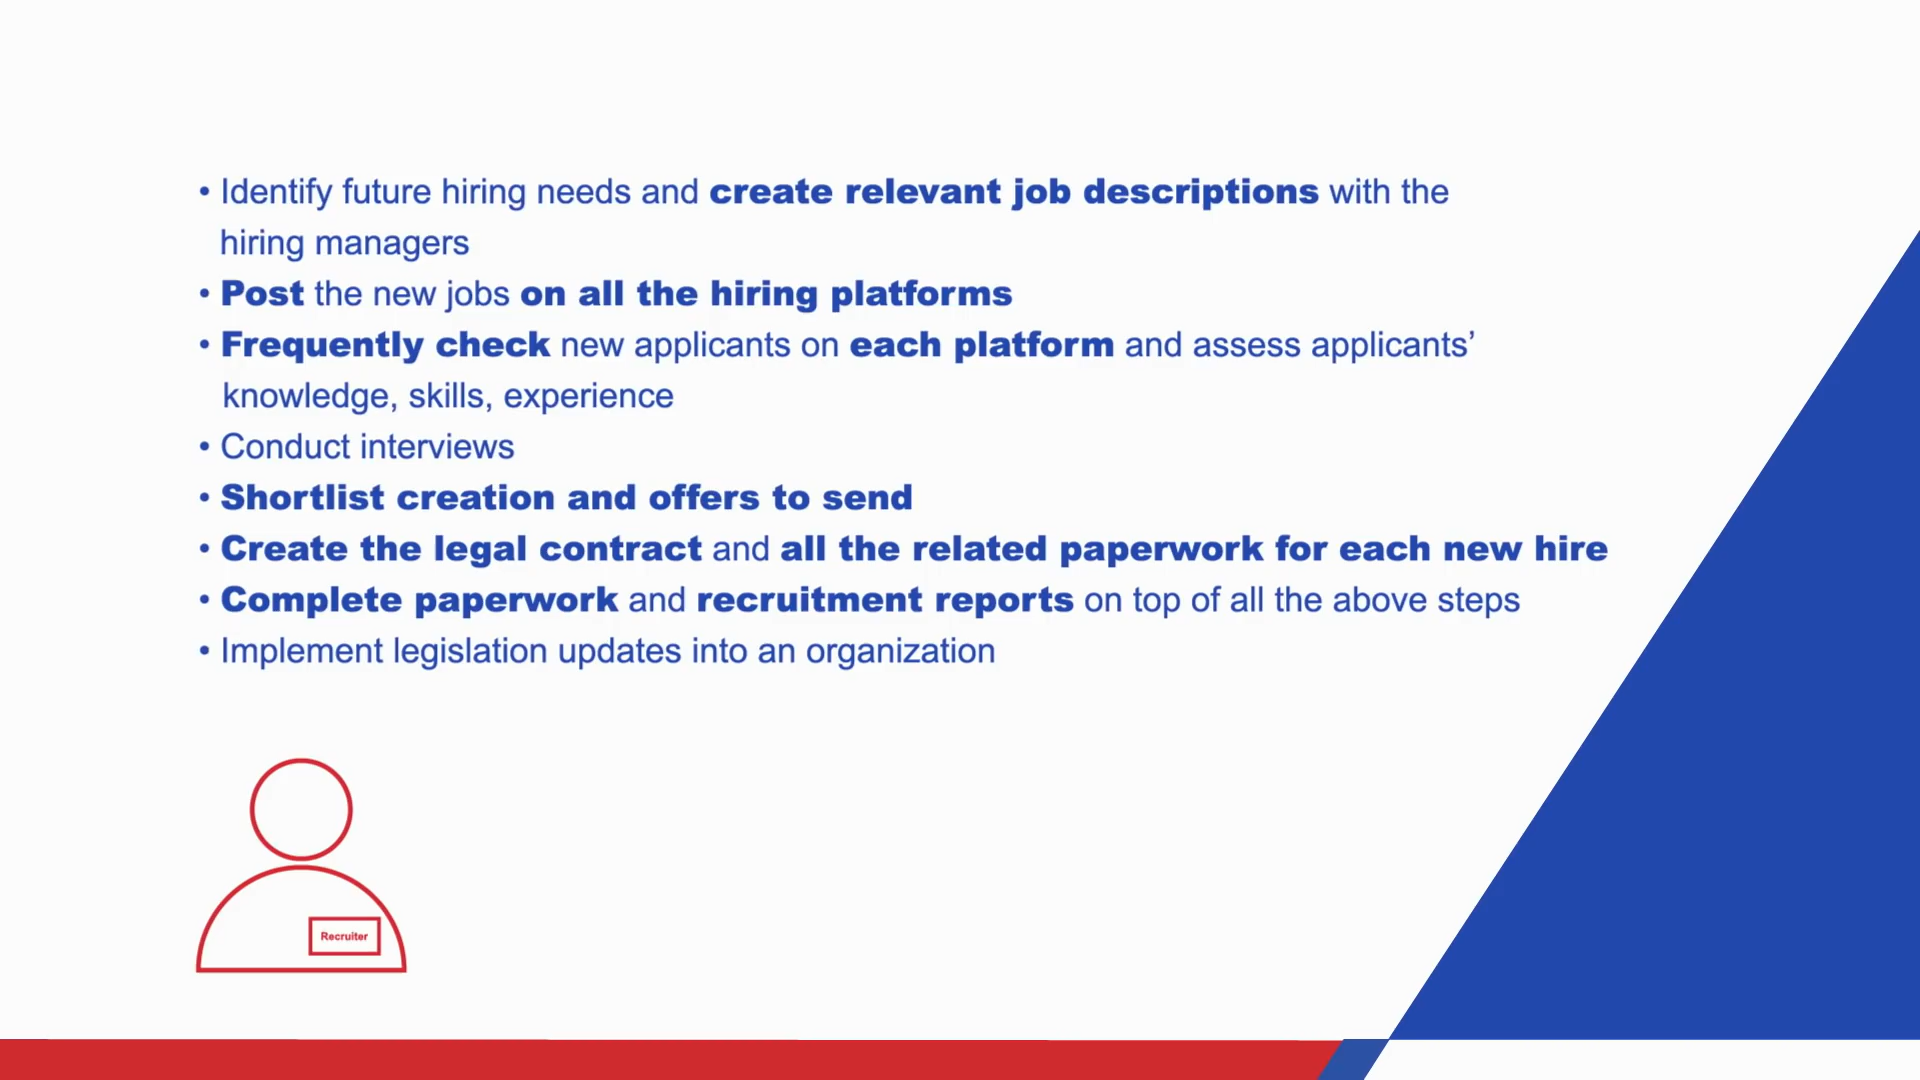 • Identify future hiring needs and create relevant job descriptions with the
hiring managers
• Post the new jobs on all the hiring platforms
• Frequently check new applicants on each platform and assess applicants’
knowledge, skills, experience
• Conduct interviews
• Shortlist creation and offers to send
• Create the legal contract and all the related paperwork for each new hire
• Complete paperwork and recruitment reports on top of all the above steps
• Implement legislation updates into an organization
Recruiter